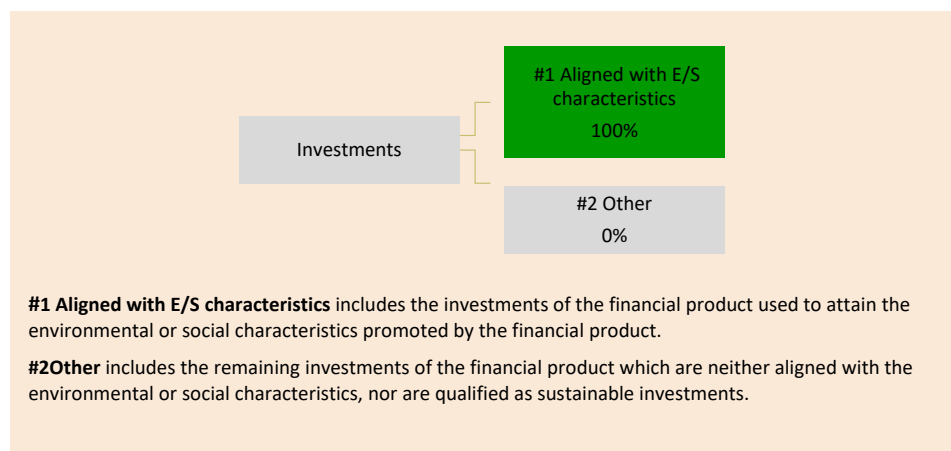 #1 Aligned with E/S
characteristics
100%
Investments
#2 Other
0%
#1 Aligned with E/S characteristics includes the investments of the financial product used to attain the
environmental or social characteristics promoted by the financial product.
#2Other includes the remaining investments of the financial product which are neither aligned with the
environmental or social characteristics, nor are qualified as sustainable investments.